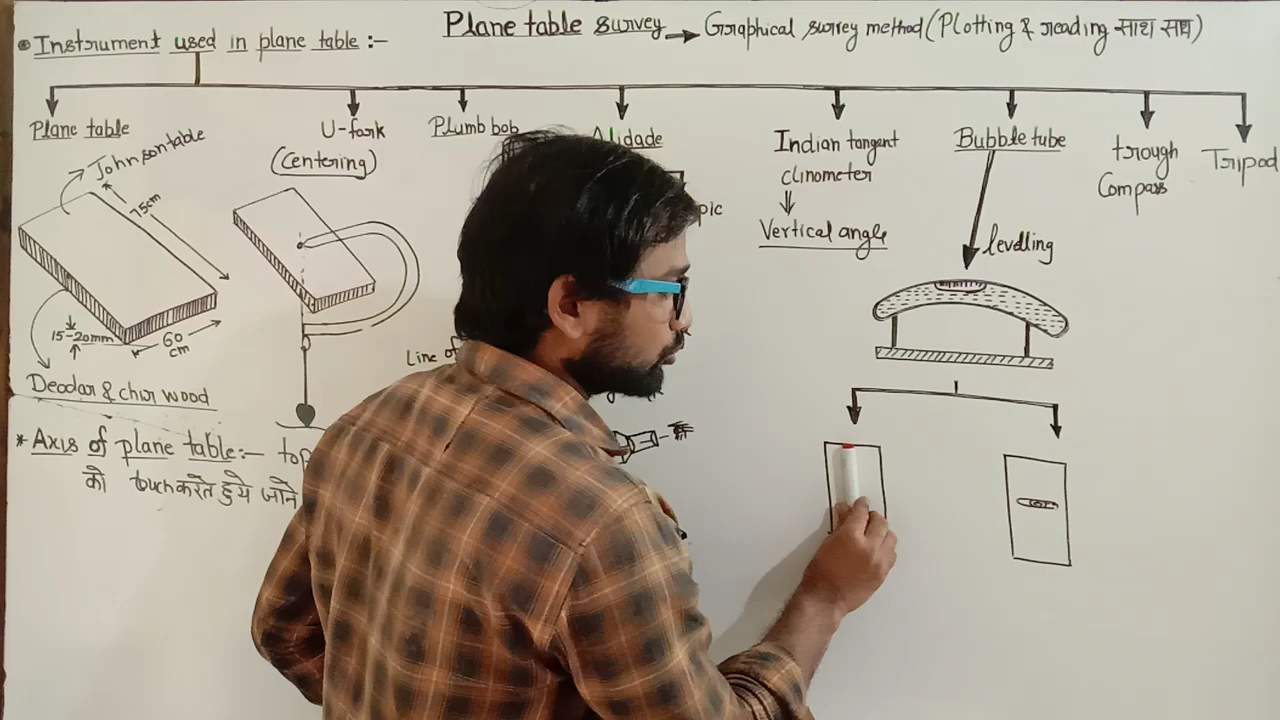 Plane table survey → Graphical survey method (Plotting & reading साथ साथ)
• Instrument used in plane table :-
Plane table
Johnson table
75cm
15-20mm
60 cm
Deodar & chir wood
U-fork
(Centering)
Plumb bob
Alidade
pic
Line of
Indian tangent
clinometer
Vertical angle
Bubble tube
levelling
trough
Compass
Tripod
* Axis of plane table:- top
को touch करते हुये जाने